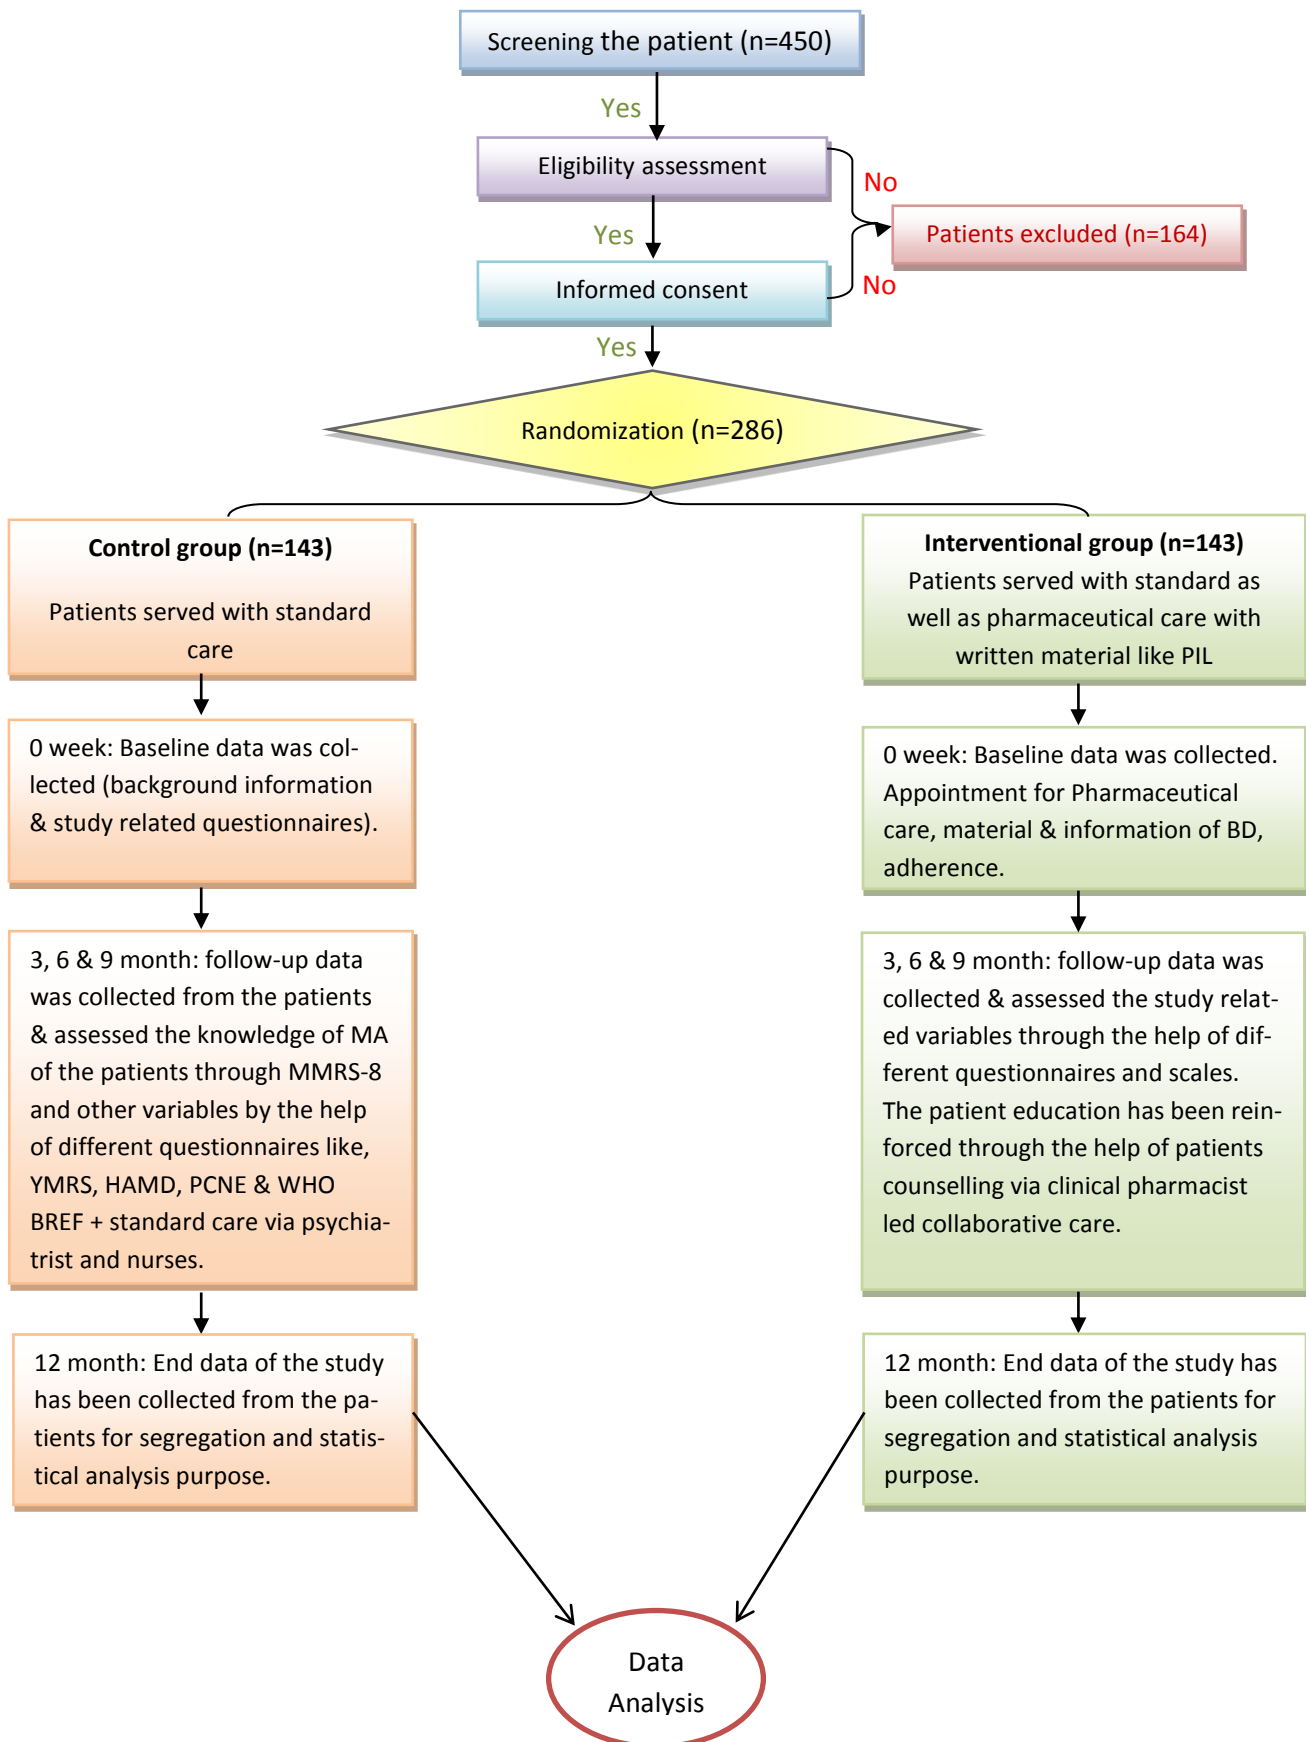 Screening the patient (n=450)
Yes
Eligibility assessment
No
Patients excluded (n=164)
Yes
Informed consent
No
Yes
Randomization (n=286)
Control group (n=143)
Patients served with standard
care
0 week: Baseline data was col-
lected (background information
& study related questionnaires).
3, 6 & 9 month: follow-up data
was collected from the patients
& assessed the knowledge of MA
of the patients through MMRS-8
and other variables by the help
of different questionnaires like,
YMRS, HAMD, PCNE & WHO
BREF + standard care via psychia-
trist and nurses.
12 month: End data of the study
has been collected from the pa-
tients for segregation and statis-
tical analysis purpose.
Interventional group (n=143)
Patients served with standard as
well as pharmaceutical care with
written material like PIL
0 week: Baseline data was collected.
Appointment for Pharmaceutical
care, material & information of BD,
adherence.
3, 6 & 9 month: follow-up data was
collected & assessed the study relat-
ed variables through the help of dif-
ferent questionnaires and scales.
The patient education has been rein-
forced through the help of patients
counselling via clinical pharmacist
led collaborative care.
12 month: End data of the study has
been collected from the patients for
segregation and statistical analysis
purpose.
Data
Analysis